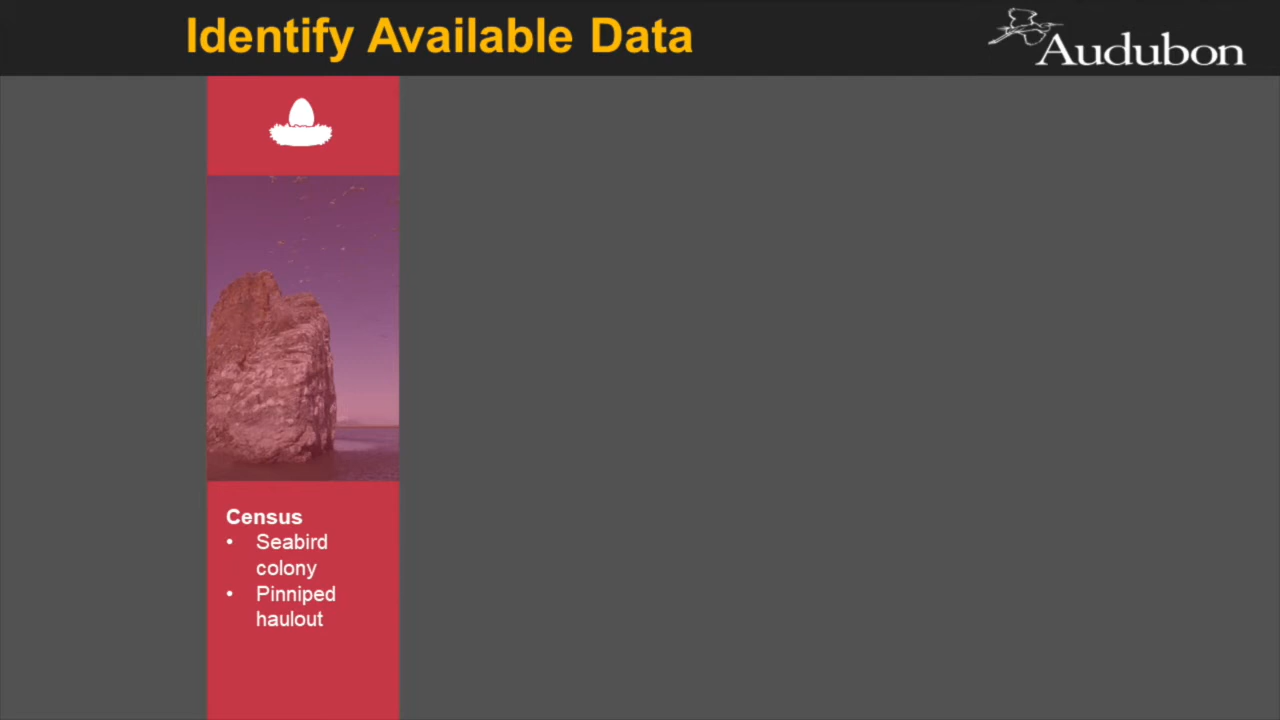 Identify Available Data
Audubon
Census
• Seabird
colony
• Pinniped
haulout